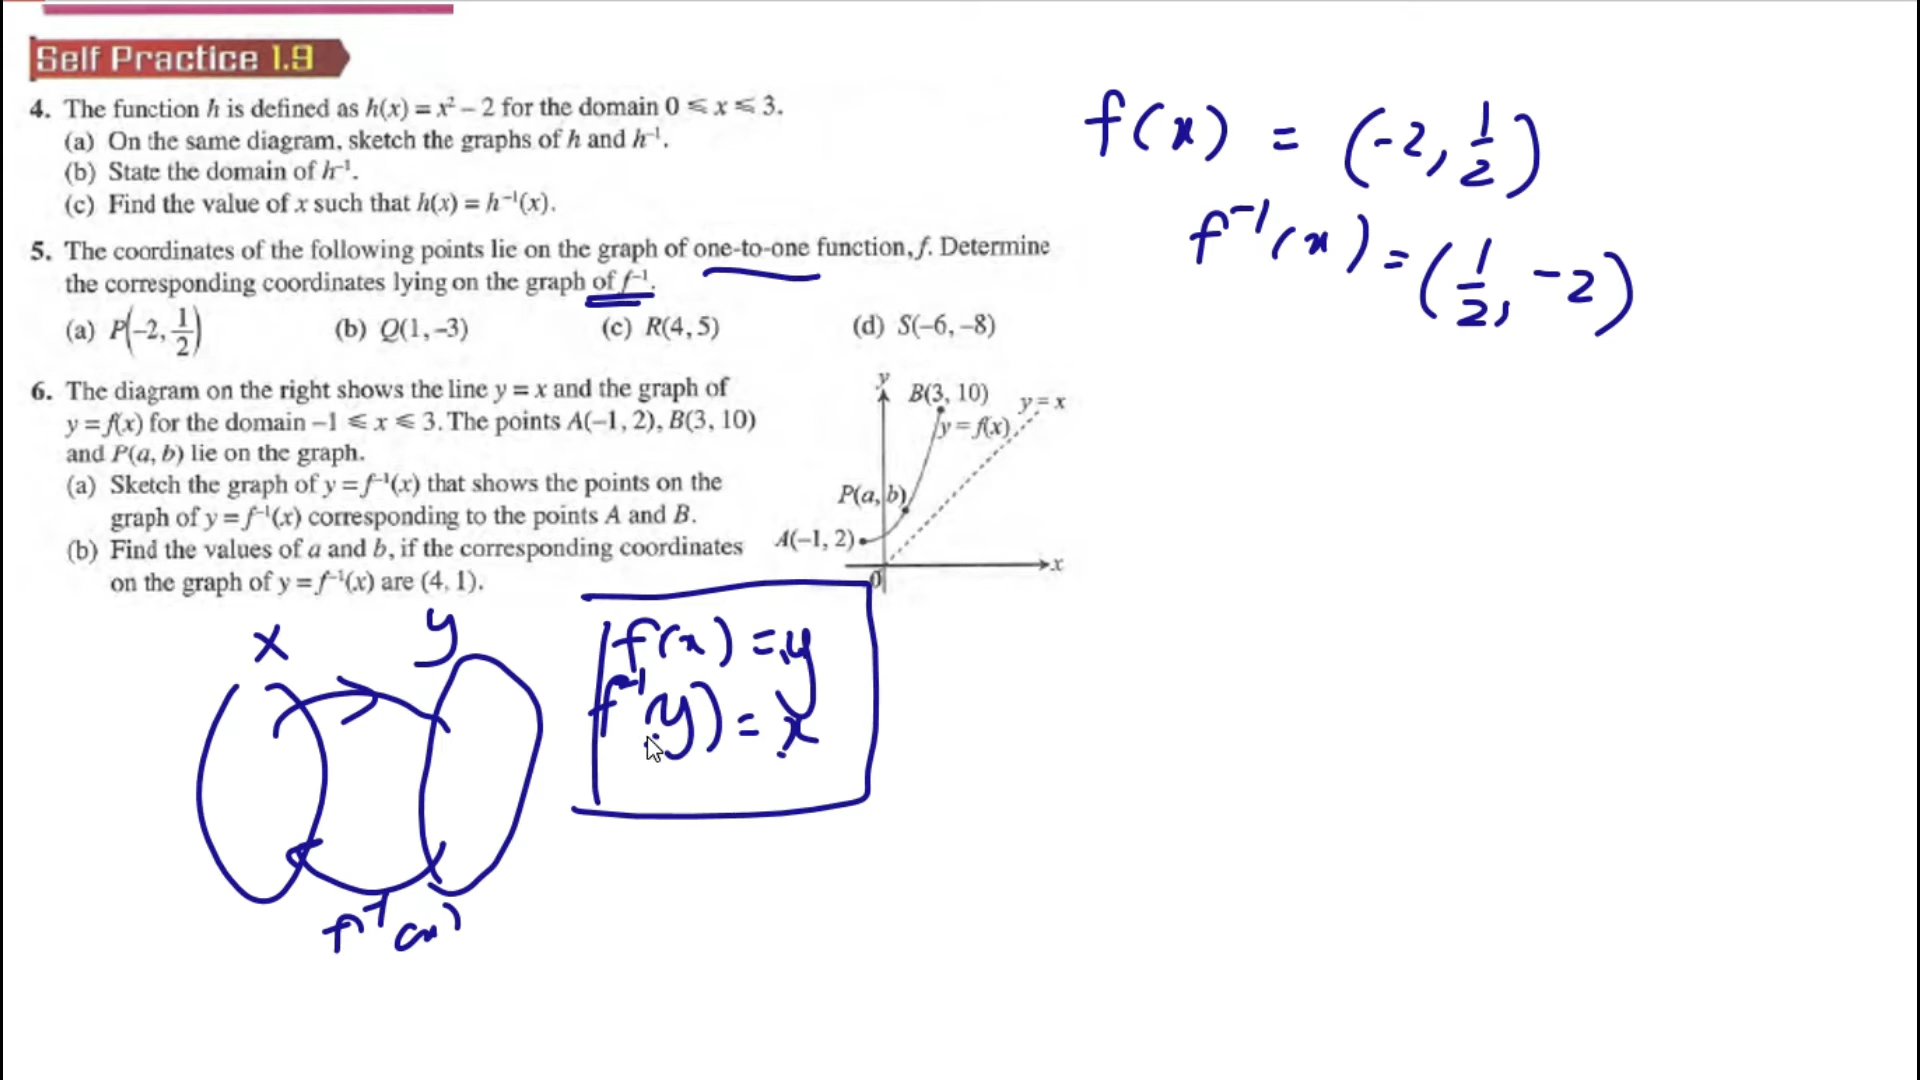 Self Practice 1.9
4. The function h is defined as h(x) = x² – 2 for the domain 0 ⩽ x ⩽ 3.
(a) On the same diagram, sketch the graphs of h and h⁻¹.
(b) State the domain of h⁻¹.
(c) Find the value of x such that h(x) = h⁻¹(x).
5. The coordinates of the following points lie on the graph of one-to-one function, f. Determine
the corresponding coordinates lying on the graph of f⁻¹.
(a) P(–2, 1/2) (b) Q(1, –3) (c) R(4, 5) (d) S(–6, –8)
6. The diagram on the right shows the line y = x and the graph of
y = f(x) for the domain –1 ⩽ x ⩽ 3. The points A(–1, 2), B(3, 10)
and P(a, b) lie on the graph.
(a) Sketch the graph of y = f⁻¹(x) that shows the points on the
graph of y = f⁻¹(x) corresponding to the points A and B.
(b) Find the values of a and b, if the corresponding coordinates
on the graph of y = f⁻¹(x) are (4, 1).
y
B(3, 10)
y = x
y = f(x)
P(a, b)
A(–1, 2)
0
x
f(x) = (-2, 1/2)
f⁻¹(x) = (1/2, -2)
x y
f(x) = y
f⁻¹(y) = x
f⁻¹(x)